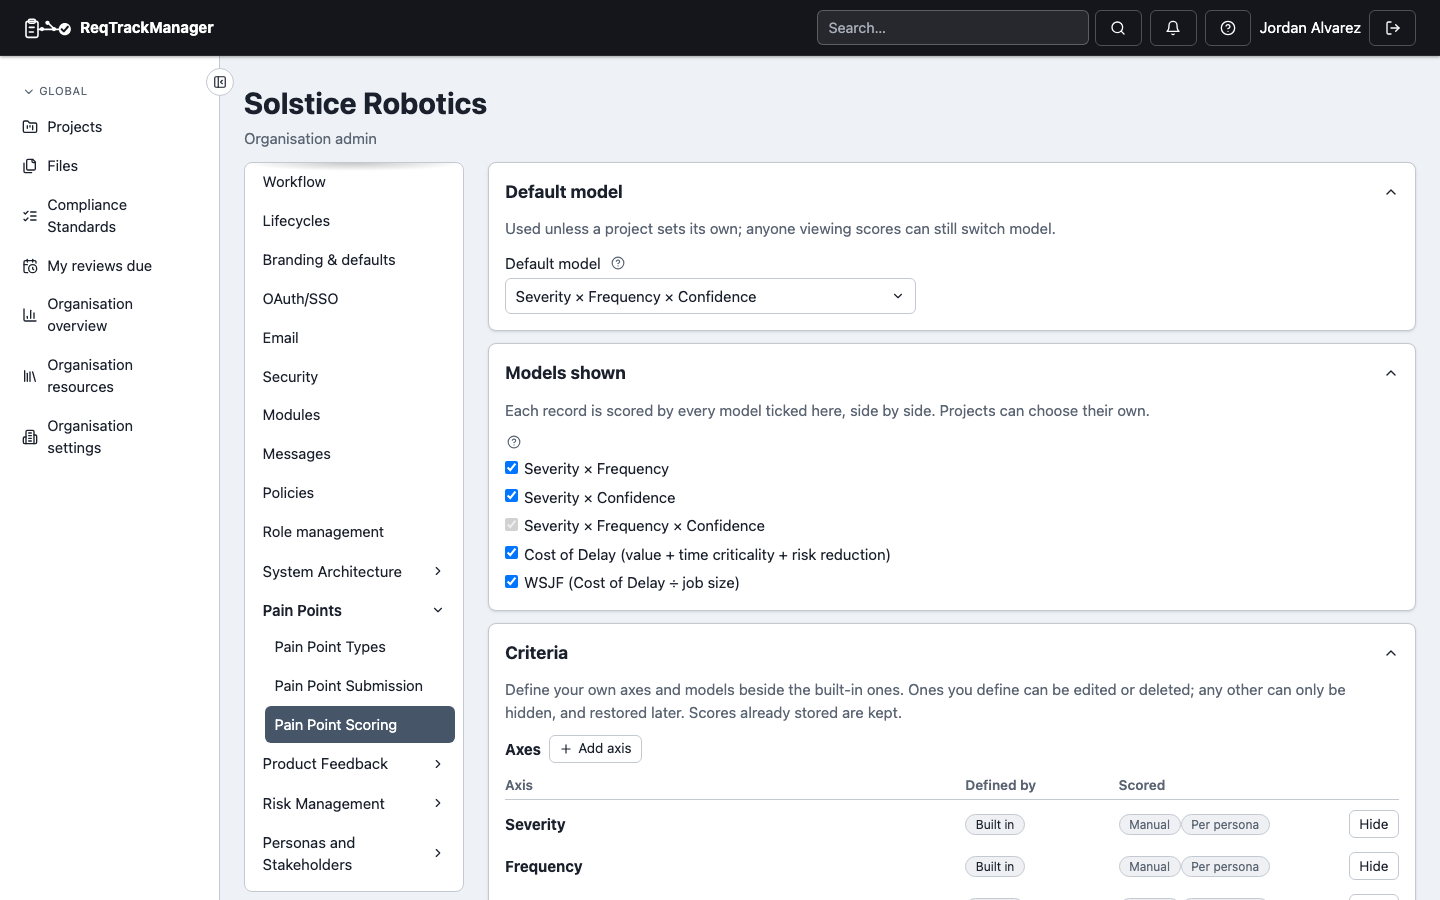 ReqTrackManager
Search...
Jordan Alvarez
GLOBAL
Projects
Files
Compliance
Standards
My reviews due
Organisation
overview
Organisation
resources
Organisation
settings
Solstice Robotics
Organisation admin
Workflow
Lifecycles
Branding & defaults
OAuth/SSO
Email
Security
Modules
Messages
Policies
Role management
System Architecture
Pain Points
Pain Point Types
Pain Point Submission
Pain Point Scoring
Product Feedback
Risk Management
Personas and
Stakeholders
Default model
Used unless a project sets its own; anyone viewing scores can still switch model.
Default model
Severity × Frequency × Confidence
Models shown
Each record is scored by every model ticked here, side by side. Projects can choose their own.
Severity × Frequency
Severity × Confidence
Severity × Frequency × Confidence
Cost of Delay (value + time criticality + risk reduction)
WSJF (Cost of Delay ÷ job size)
Criteria
Define your own axes and models beside the built-in ones. Ones you define can be edited or deleted; any other can only be
hidden, and restored later. Scores already stored are kept.
Axes + Add axis
Axis Defined by Scored
Severity Built in Manual Per persona Hide
Frequency Built in Manual Per persona Hide